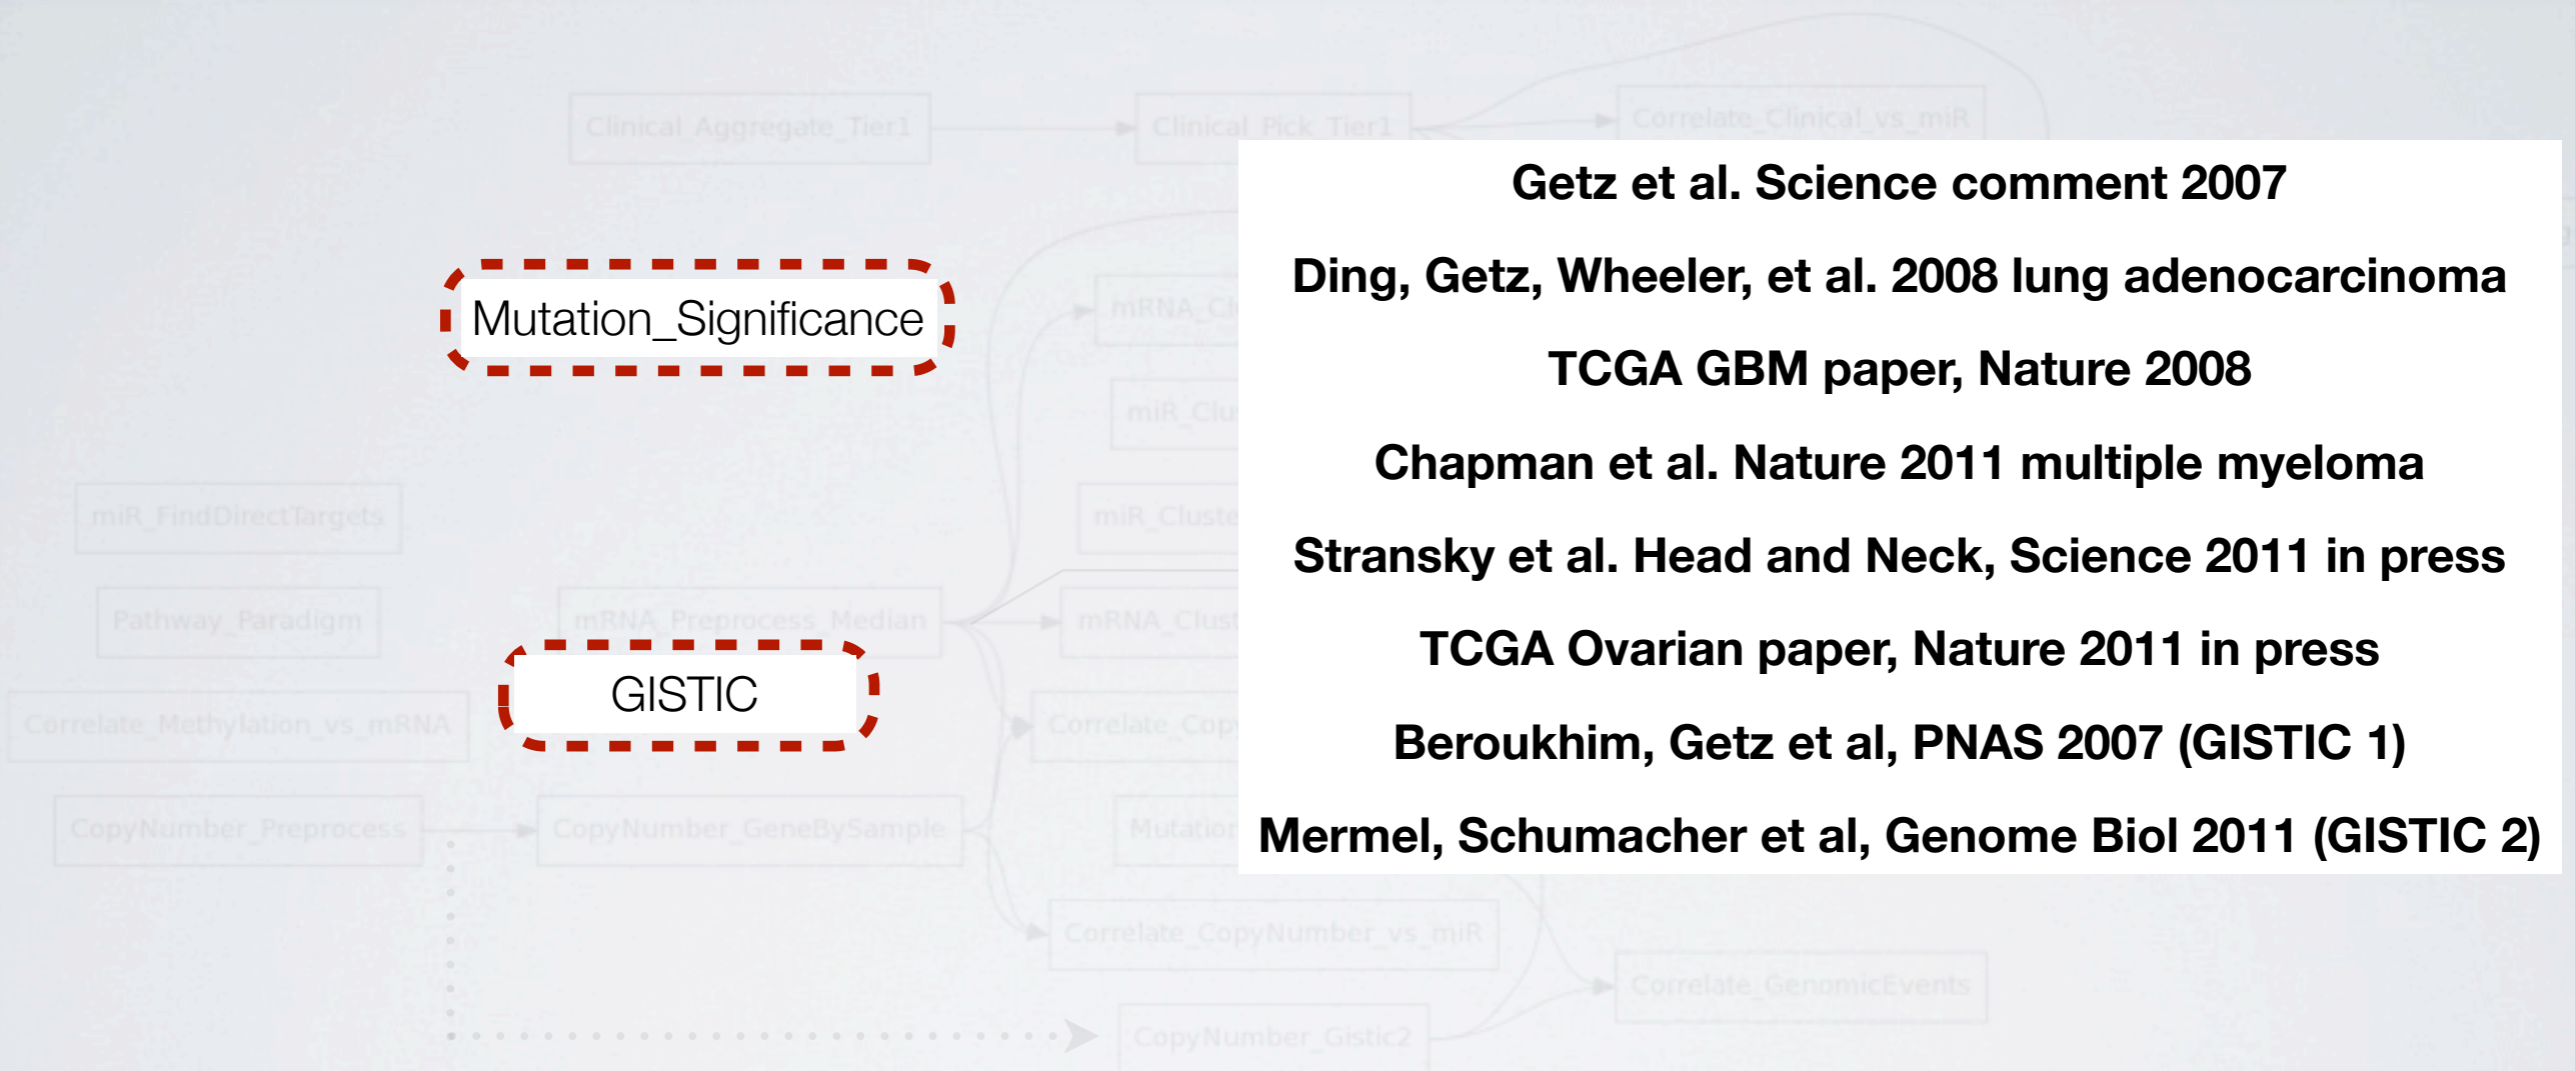 Clinical_Aggregate_Tier1
Clinical_Pick_Tier1
Correlate_Clinical_vs_miR
Getz et al. Science comment 2007
Ding, Getz, Wheeler, et al. 2008 lung adenocarcinoma
Mutation_Significance
TCGA GBM paper, Nature 2008
Chapman et al. Nature 2011 multiple myeloma
miR_FindDirectTargets
Stransky et al. Head and Neck, Science 2011 in press
Pathway_Paradigm
mRNA_Preprocess_Median
TCGA Ovarian paper, Nature 2011 in press
GISTIC
Correlate_Methylation_vs_mRNA
Beroukhim, Getz et al, PNAS 2007 (GISTIC 1)
CopyNumber_Preprocess
CopyNumber_GeneBySample
Mermel, Schumacher et al, Genome Biol 2011 (GISTIC 2)
Correlate_CopyNumber_vs_miR
Correlate_GenomicEvents
CopyNumber_Gistic2